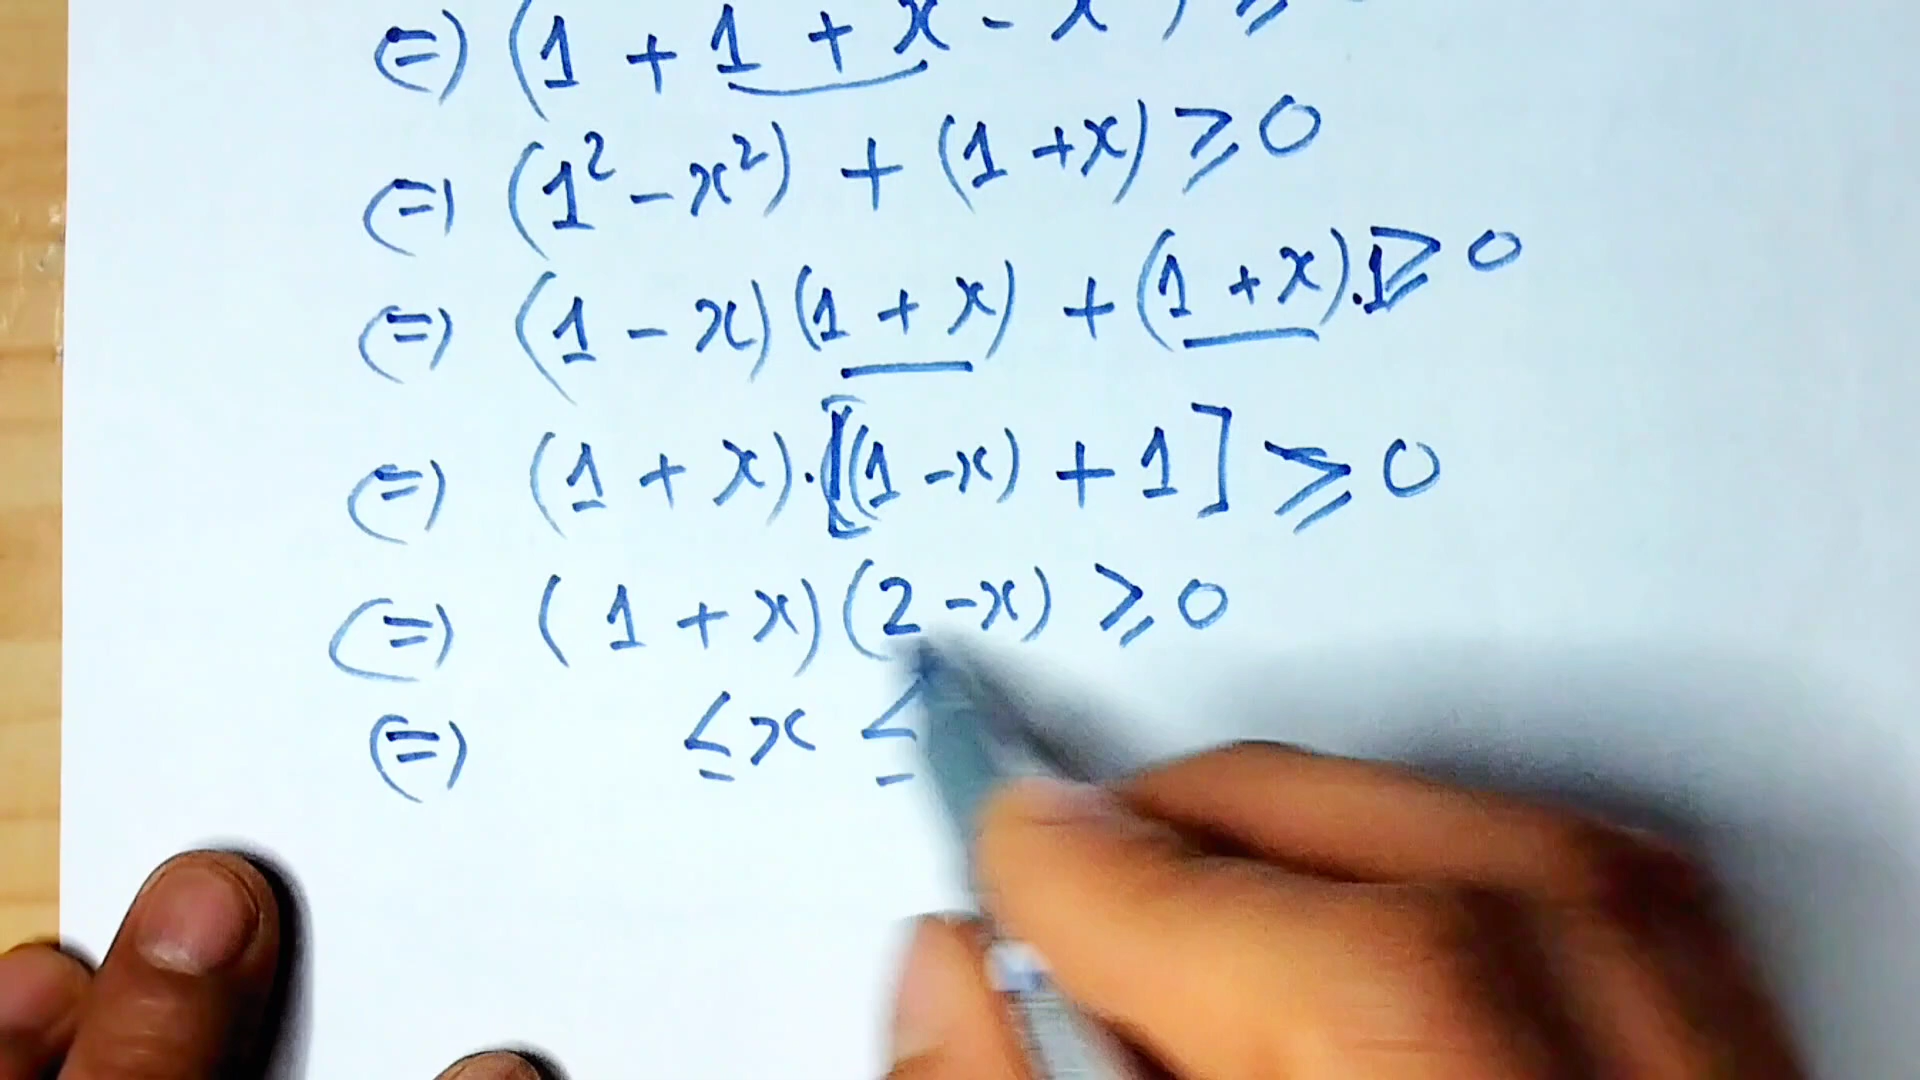 (=) (1 + 1 + x - x ) ≥
(=) (1² - x²) + (1 + x) ≥ 0
(=) (1 - x)(1 + x) + (1 + x).1 ≥ 0
(=) (1 + x).[(1 - x) + 1] ≥ 0
(=) (1 + x)(2 - x) ≥ 0
(=) ≤ x ≤